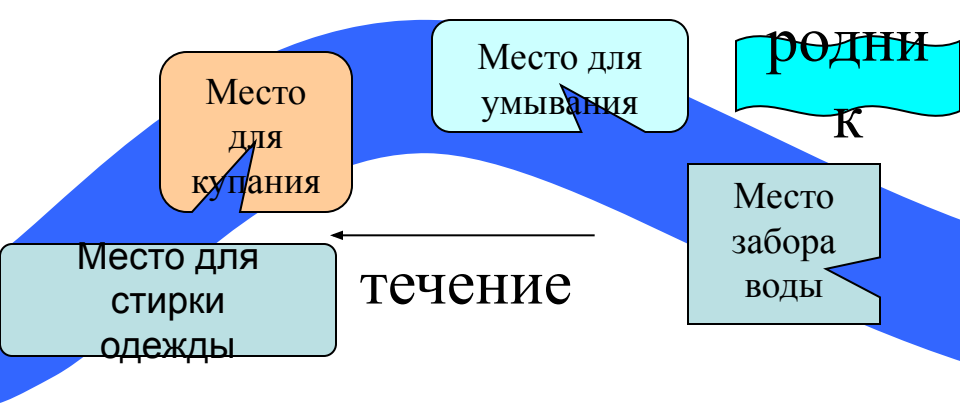 родни
к
Место для
умывания
Место
для
купания
Место
забора
воды
течение
Место для
стирки
одежды